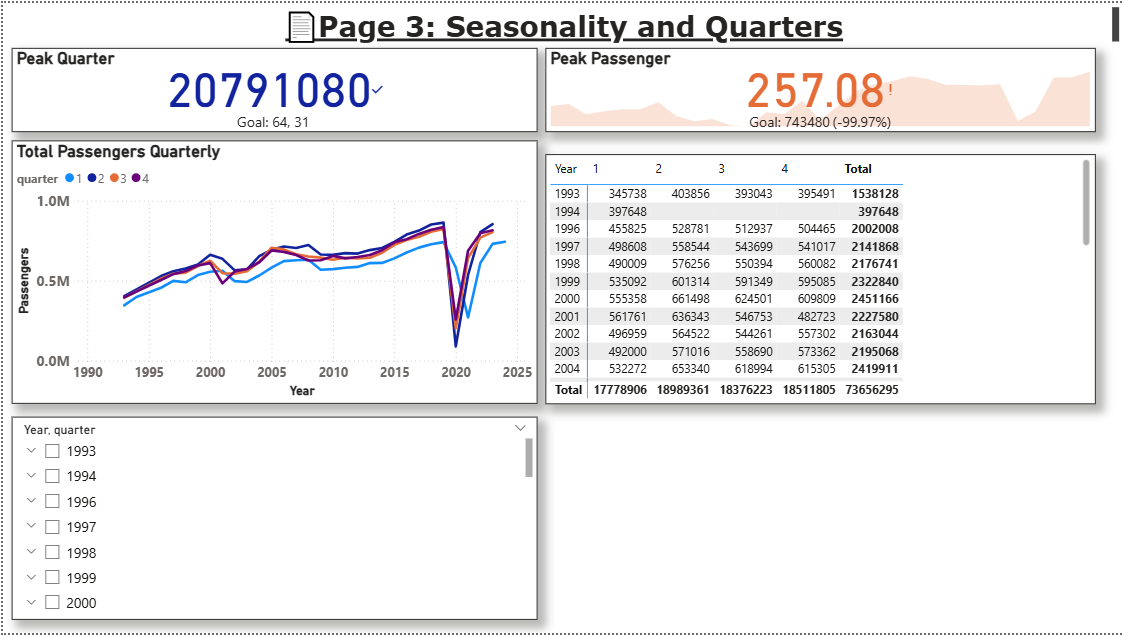 Page 3: Seasonality and Quarters
Peak Quarter
20791080
Goal: 64, 31
Peak Passenger
257.08!
Goal: 743480 (-99.97%)
Total Passengers Quarterly
quarter 1 2 3 4
1.0M
0.5M
0.0M
Passengers
1990 1995 2000 2005 2010 2015 2020 2025
Year
Year 1 2 3 4 Total
1993 345738 403856 393043 395491 1538128
1994 397648 397648
1996 455825 528781 512937 504465 2002008
1997 498608 558544 543699 541017 2141868
1998 490009 576256 550394 560082 2176741
1999 535092 601314 591349 595085 2322840
2000 555358 661498 624501 609809 2451166
2001 561761 636343 546753 482723 2227580
2002 496959 564522 544261 557302 2163044
2003 492000 571016 558690 573362 2195068
2004 532272 653340 618994 615305 2419911
Total 17778906 18989361 18376223 18511805 73656295
Year, quarter
1993
1994
1996
1997
1998
1999
2000